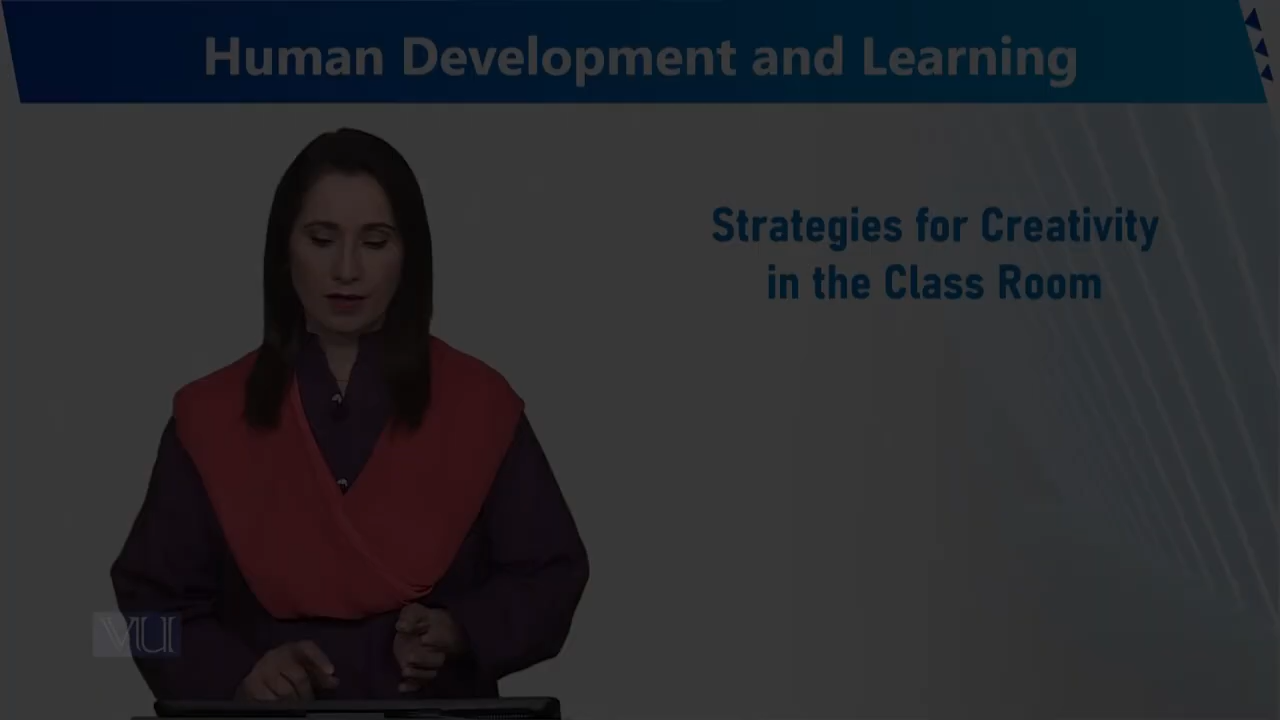 Human Development and Learning
Strategies for Creativity
in the Class Room
VU